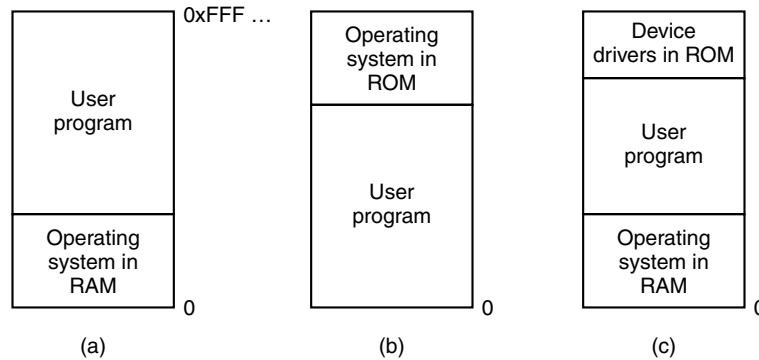 0xFFF …
User
program
Operating
system in
RAM
0
(a)
Operating
system in
ROM
User
program
0
(b)
Device
drivers in ROM
User
program
Operating
system in
RAM
0
(c)